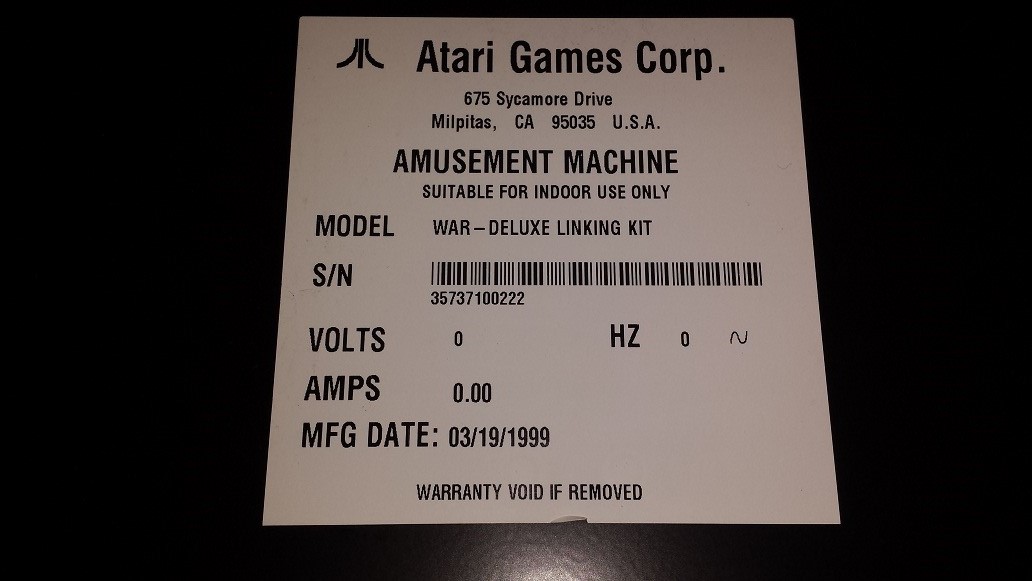 Atari Games Corp.
675 Sycamore Drive
Milpitas, CA 95035 U.S.A.
AMUSEMENT MACHINE
SUITABLE FOR INDOOR USE ONLY
MODEL WAR-DELUXE LINKING KIT
S/N
35737100222
VOLTS 0 HZ 0 ~
AMPS 0.00
MFG DATE: 03/19/1999
WARRANTY VOID IF REMOVED